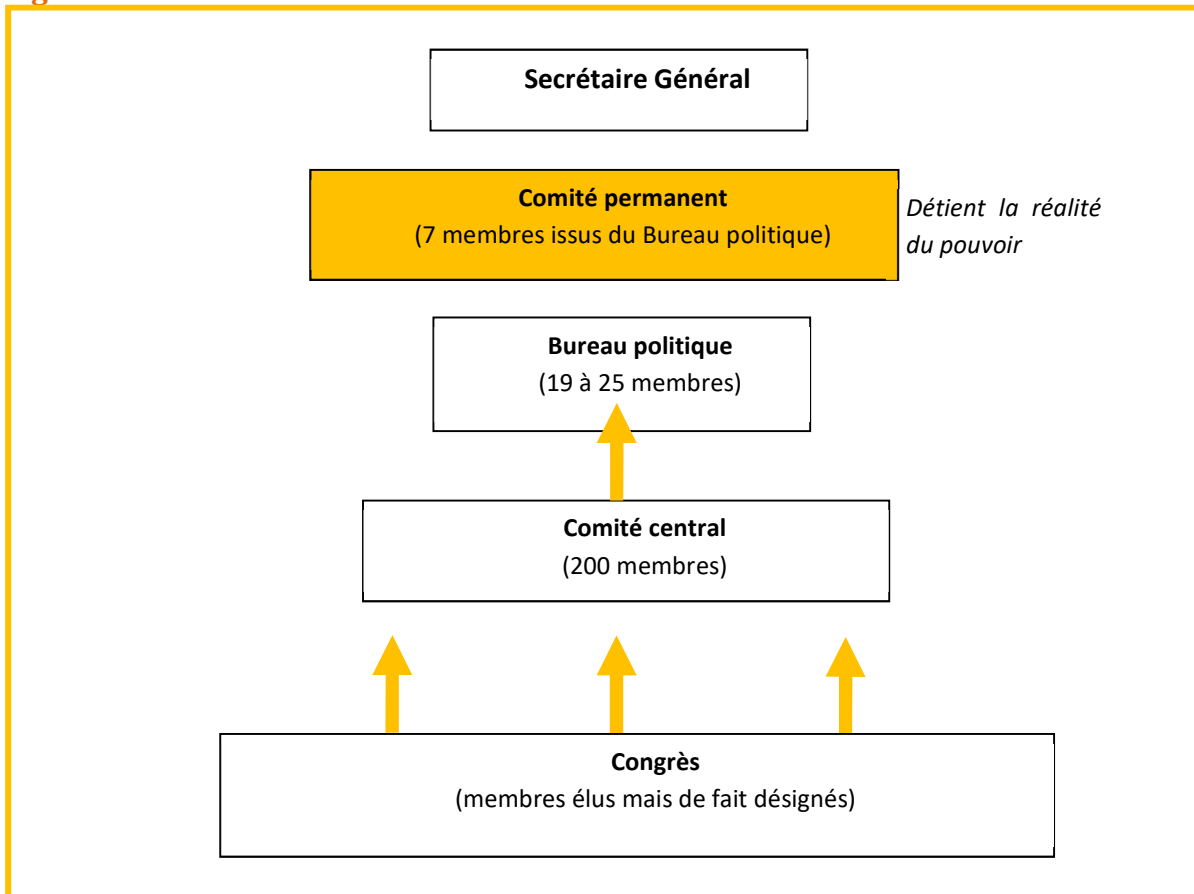 Secrétaire Général
Comité permanent
(7 membres issus du Bureau politique)
Détient la réalité
du pouvoir
Bureau politique
(19 à 25 membres)
Comité central
(200 membres)
Congrès
(membres élus mais de fait désignés)